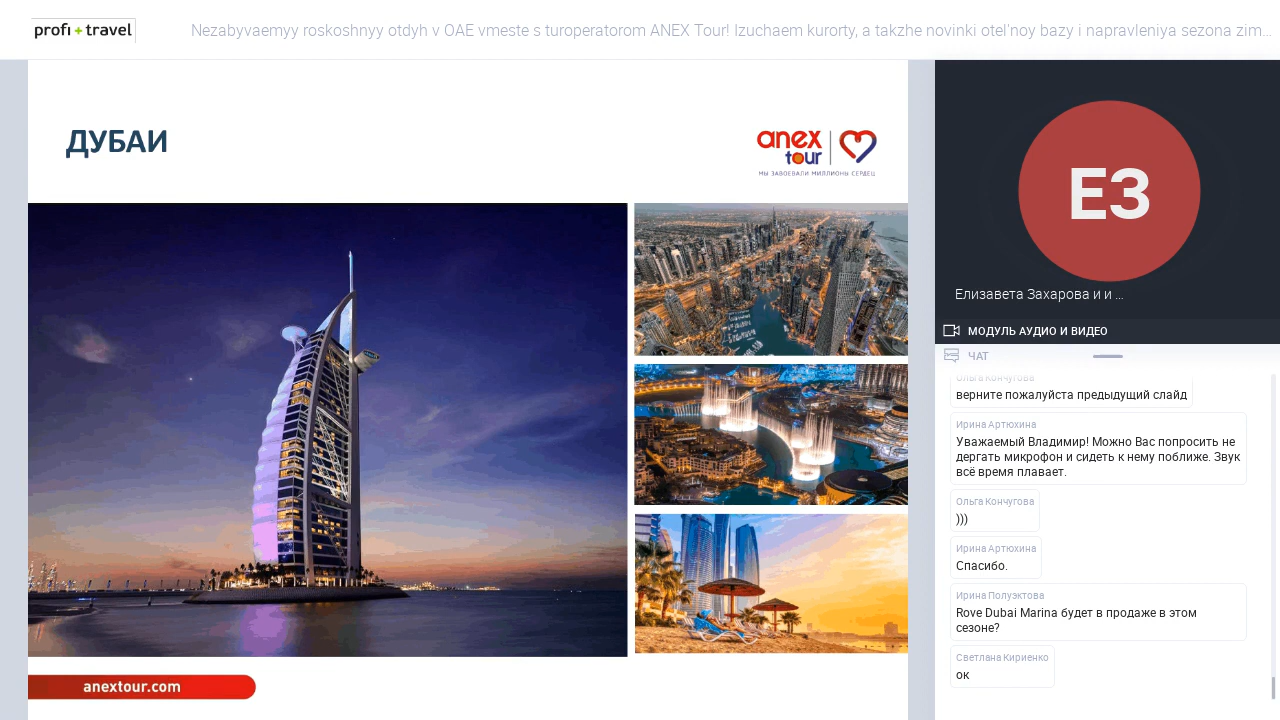 profi + travel
Nezabyvaemyy roskoshnyy otdyh v OAE vmeste s turoperatorom ANEX Tour! Izuchaem kurorty, a takzhe novinki otel'noy bazy i napravleniya sezona zim...
ДУБАИ
anex
tour
МЫ ЗАВОЕВАЛИ МИЛЛИОНЫ СЕРДЕЦ
anextour.com
ЕЗ
Елизавета Захарова и и ...
МОДУЛЬ АУДИО И ВИДЕО
ЧАТ
Ольга Кончугова
верните пожалуйста предыдущий слайд
Ирина Артюхина
Уважаемый Владимир! Можно Вас попросить не
дергать микрофон и сидеть к нему поближе. Звук
всё время плавает.
Ольга Кончугова
)))
Ирина Артюхина
Спасибо.
Ирина Полуэктова
Rove Dubai Marina будет в продаже в этом
сезоне?
Светлана Кириенко
ок